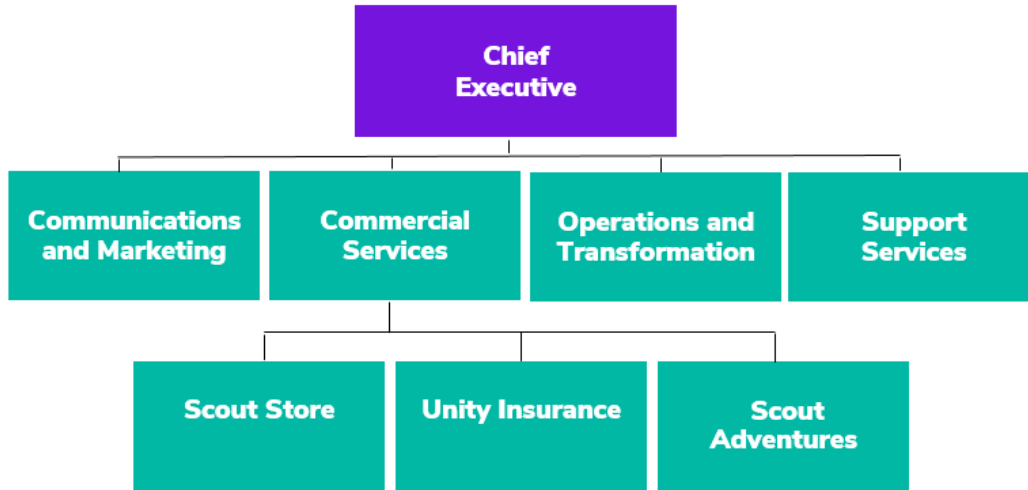 Chief
Executive
Communications
and Marketing
Commercial
Services
Operations and
Transformation
Support
Services
Scout Store
Unity Insurance
Scout
Adventures